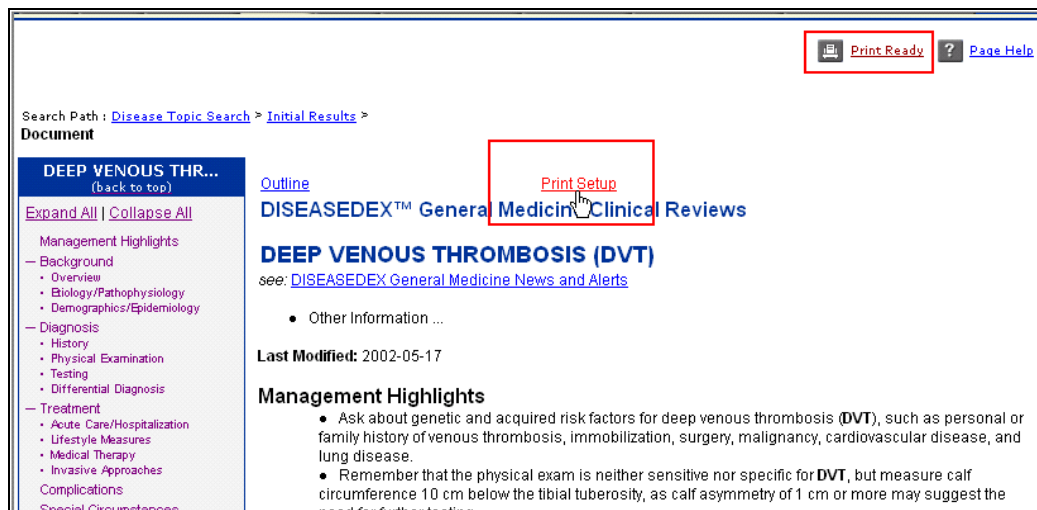 Print Ready ? Page Help
Search Path : Disease Topic Search > Initial Results >
Document
DEEP VENOUS THR...
(back to top)
Expand All | Collapse All
Management Highlights
— Background
• Overview
• Etiology/Pathophysiology
• Demographics/Epidemiology
— Diagnosis
• History
• Physical Examination
• Testing
• Differential Diagnosis
— Treatment
• Acute Care/Hospitalization
• Lifestyle Measures
• Medical Therapy
• Invasive Approaches
Complications
Special Circumstances
Outline Print Setup
DISEASEDEX™ General Medicine Clinical Reviews
DEEP VENOUS THROMBOSIS (DVT)
see: DISEASEDEX General Medicine News and Alerts
• Other Information ...
Last Modified: 2002-05-17
Management Highlights
• Ask about genetic and acquired risk factors for deep venous thrombosis (DVT), such as personal or
family history of venous thrombosis, immobilization, surgery, malignancy, cardiovascular disease, and
lung disease.
• Remember that the physical exam is neither sensitive nor specific for DVT, but measure calf
circumference 10 cm below the tibial tuberosity, as calf asymmetry of 1 cm or more may suggest the
need for further testing